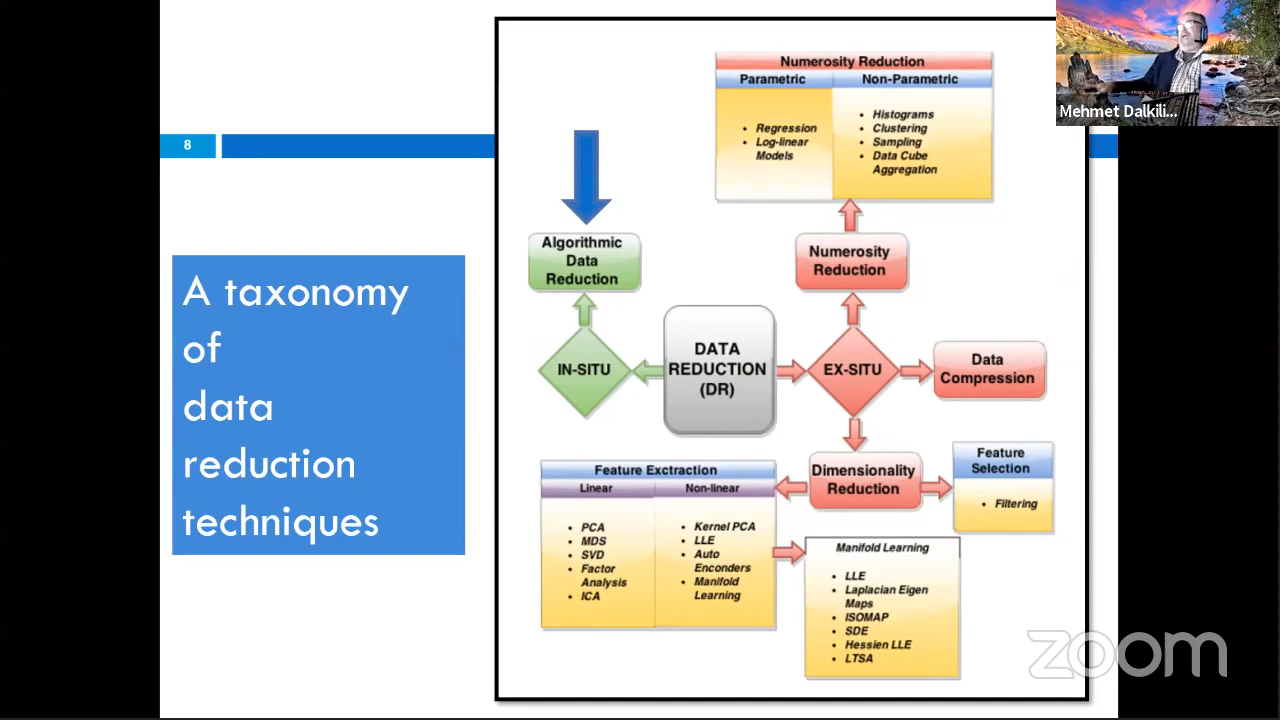 8
A taxonomy
of
data
reduction
techniques
Numerosity Reduction
Parametric
Non-Parametric
• Regression
• Log-linear
Models
• Histograms
• Clustering
• Sampling
• Data Cube
Aggregation
Mehmet Dalkili...
Algorithmic
Data
Reduction
Numerosity
Reduction
IN-SITU
DATA
REDUCTION
(DR)
EX-SITU
Data
Compression
Dimensionality
Reduction
Feature
Selection
• Filtering
Feature Exctraction
Linear
Non-linear
• PCA
• MDS
• SVD
• Factor
Analysis
• ICA
• Kernel PCA
• LLE
• Auto
Enconders
• Manifold
Learning
Manifold Learning
• LLE
• Laplacian Eigen
Maps
• ISOMAP
• SDE
• Hessien LLE
• LTSA
zoom